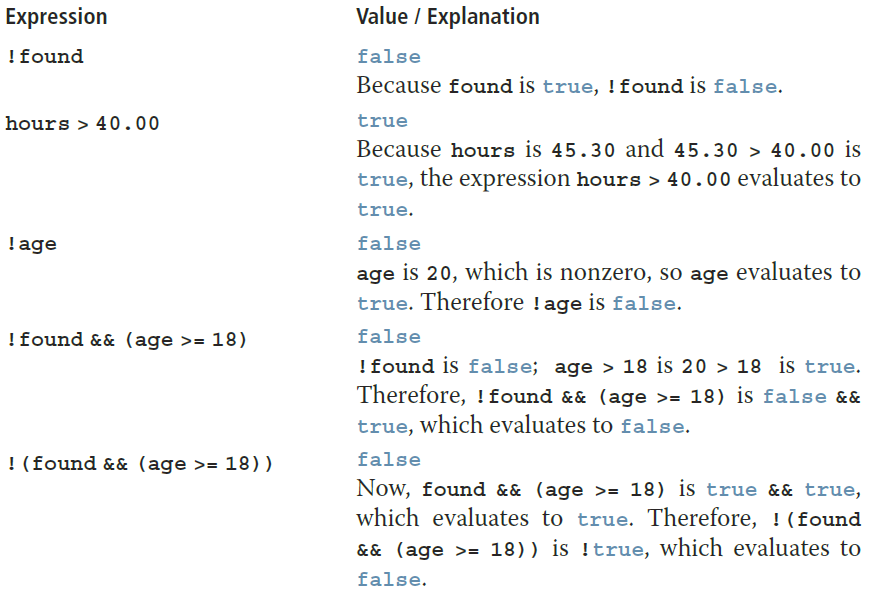 Expression Value / Explanation
!found false
Because found is true, !found is false.
hours > 40.00 true
Because hours is 45.30 and 45.30 > 40.00 is
true, the expression hours > 40.00 evaluates to
true.
!age false
age is 20, which is nonzero, so age evaluates to
true. Therefore !age is false.
!found && (age >= 18) false
!found is false; age > 18 is 20 > 18 is true.
Therefore, !found && (age >= 18) is false &&
true, which evaluates to false.
!(found && (age >= 18)) false
Now, found && (age >= 18) is true && true,
which evaluates to true. Therefore, !(found
&& (age >= 18)) is !true, which evaluates to
false.